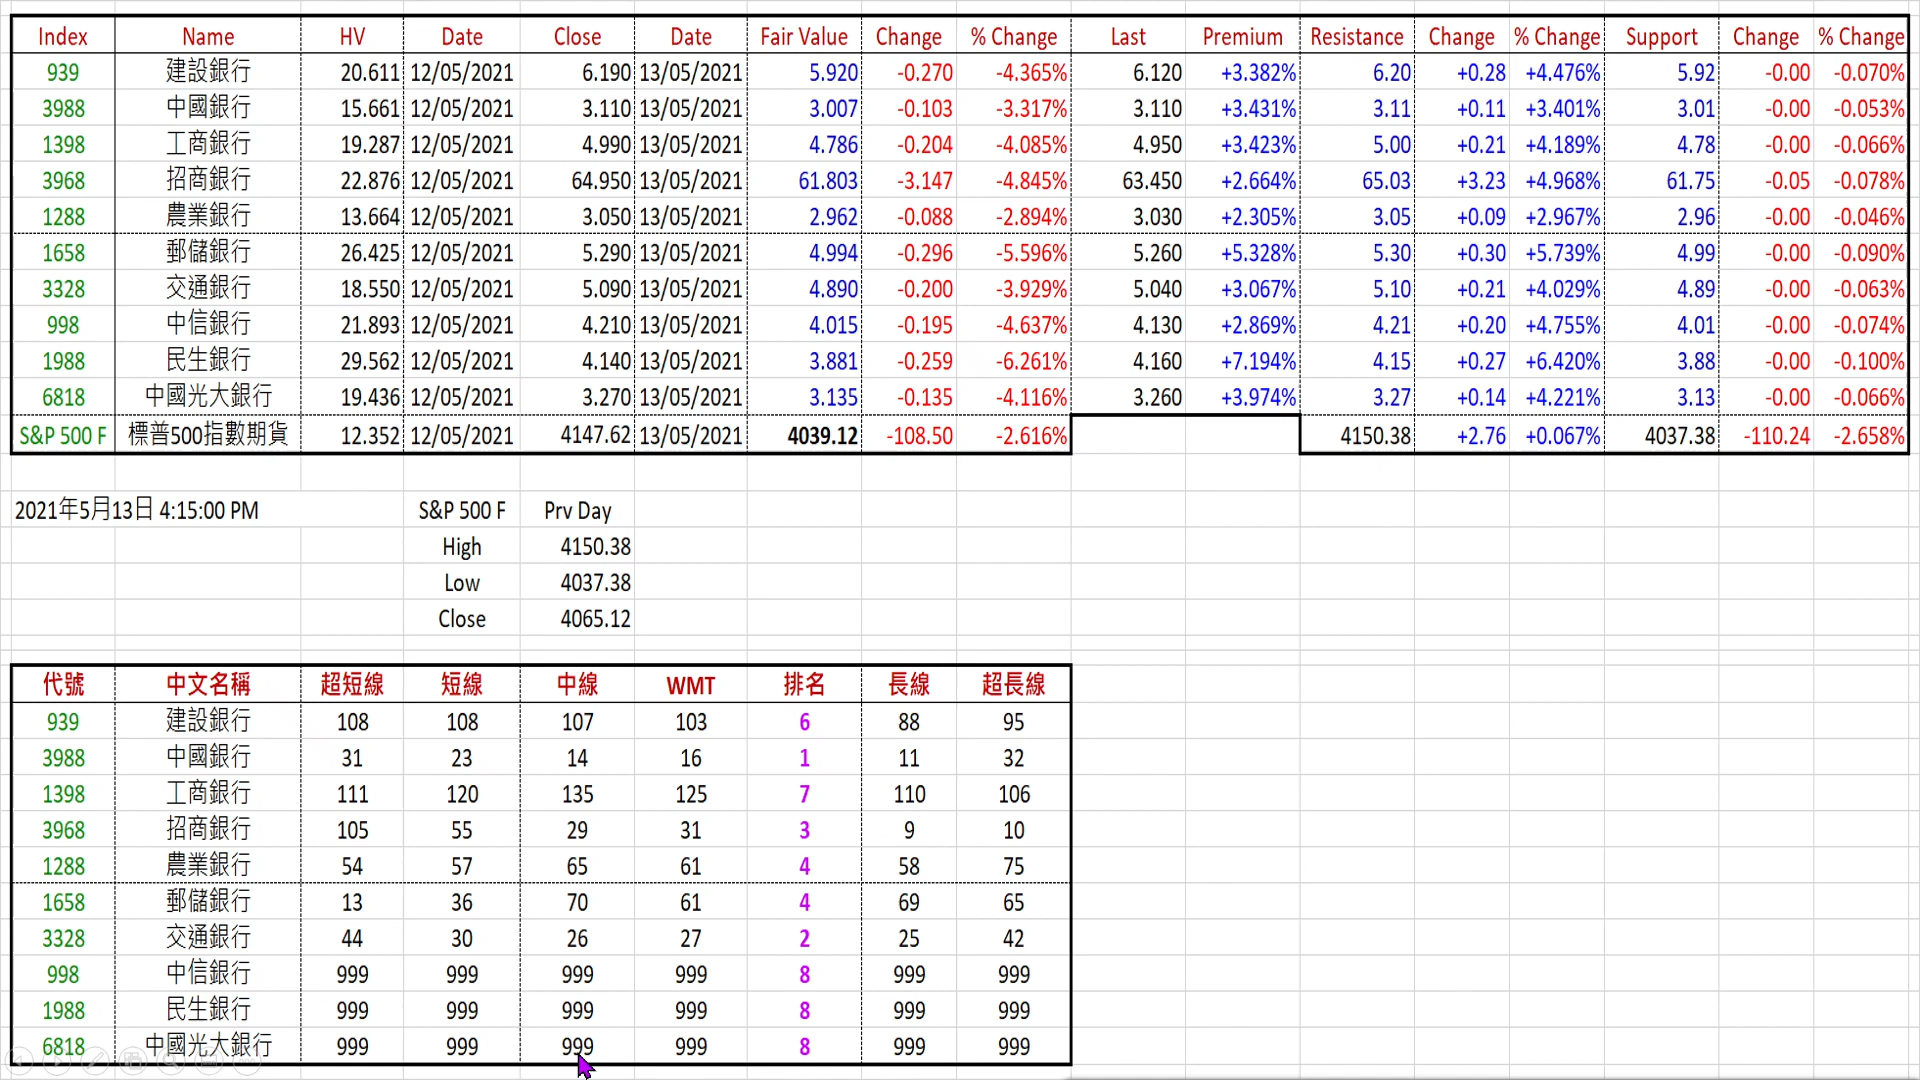 Index Name HV Date Close Date Fair Value Change % Change Last Premium Resistance Change % Change Support Change % Change
939 建設銀行 20.611 12/05/2021 6.190 13/05/2021 5.920 -0.270 -4.365% 6.120 +3.382% 6.20 +0.28 +4.476% 5.92 -0.00 -0.070%
3988 中國銀行 15.661 12/05/2021 3.110 13/05/2021 3.007 -0.103 -3.317% 3.110 +3.431% 3.11 +0.11 +3.401% 3.01 -0.00 -0.053%
1398 工商銀行 19.287 12/05/2021 4.990 13/05/2021 4.786 -0.204 -4.085% 4.950 +3.423% 5.00 +0.21 +4.189% 4.78 -0.00 -0.066%
3968 招商銀行 22.876 12/05/2021 64.950 13/05/2021 61.803 -3.147 -4.845% 63.450 +2.664% 65.03 +3.23 +4.968% 61.75 -0.05 -0.078%
1288 農業銀行 13.664 12/05/2021 3.050 13/05/2021 2.962 -0.088 -2.894% 3.030 +2.305% 3.05 +0.09 +2.967% 2.96 -0.00 -0.046%
1658 郵儲銀行 26.425 12/05/2021 5.290 13/05/2021 4.994 -0.296 -5.596% 5.260 +5.328% 5.30 +0.30 +5.739% 4.99 -0.00 -0.090%
3328 交通銀行 18.550 12/05/2021 5.090 13/05/2021 4.890 -0.200 -3.929% 5.040 +3.067% 5.10 +0.21 +4.029% 4.89 -0.00 -0.063%
998 中信銀行 21.893 12/05/2021 4.210 13/05/2021 4.015 -0.195 -4.637% 4.130 +2.869% 4.21 +0.20 +4.755% 4.01 -0.00 -0.074%
1988 民生銀行 29.562 12/05/2021 4.140 13/05/2021 3.881 -0.259 -6.261% 4.160 +7.194% 4.15 +0.27 +6.420% 3.88 -0.00 -0.100%
6818 中國光大銀行 19.436 12/05/2021 3.270 13/05/2021 3.135 -0.135 -4.116% 3.260 +3.974% 3.27 +0.14 +4.221% 3.13 -0.00 -0.066%
S&P 500 F 標普500指數期貨 12.352 12/05/2021 4147.62 13/05/2021 4039.12 -108.50 -2.616% 4150.38 +2.76 +0.067% 4037.38 -110.24 -2.658%
2021年5月13日 4:15:00 PM S&P 500 F Prv Day
High 4150.38
Low 4037.38
Close 4065.12
代號 中文名稱 超短線 短線 中線 WMT 排名 長線 超長線
939 建設銀行 108 108 107 103 6 88 95
3988 中國銀行 31 23 14 16 1 11 32
1398 工商銀行 111 120 135 125 7 110 106
3968 招商銀行 105 55 29 31 3 9 10
1288 農業銀行 54 57 65 61 4 58 75
1658 郵儲銀行 13 36 70 61 4 69 65
3328 交通銀行 44 30 26 27 2 25 42
998 中信銀行 999 999 999 999 8 999 999
1988 民生銀行 999 999 999 999 8 999 999
6818 中國光大銀行 999 999 999 999 8 999 999